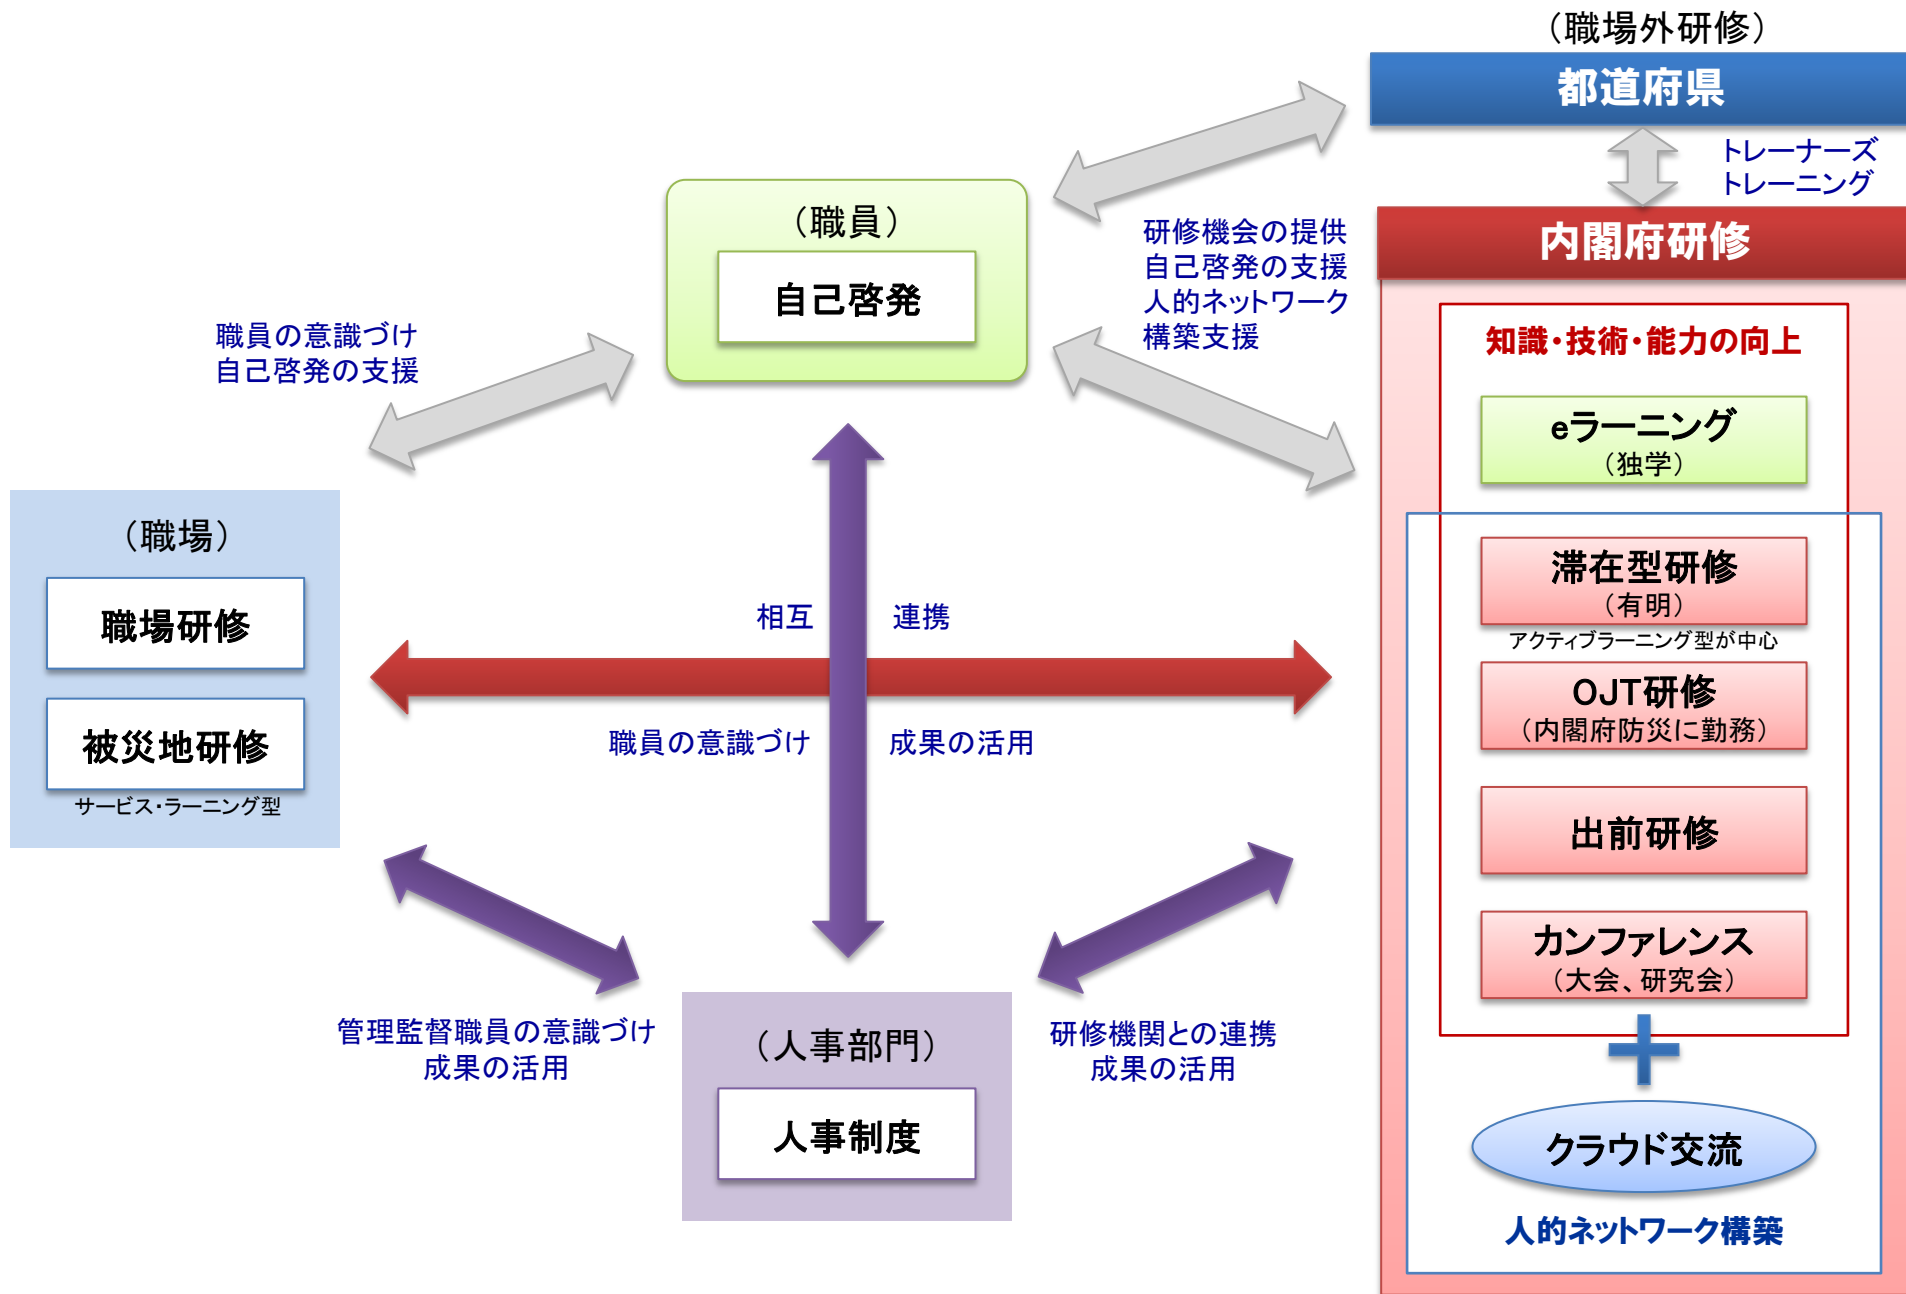 （職場外研修）
都道府県
トレーナーズ
トレーニング
（職員）
自己啓発
研修機会の提供
自己啓発の支援
人的ネットワーク
構築支援
内閣府研修
職員の意識づけ
自己啓発の支援
知識・技術・能力の向上
eラーニング
（独学）
（職場）
職場研修
被災地研修
サービス・ラーニング型
相互　連携
職員の意識づけ　成果の活用
滞在型研修
（有明）
アクティブラーニング型が中心
OJT研修
（内閣府防災に勤務）
出前研修
カンファレンス
（大会、研究会）
管理監督職員の意識づけ
成果の活用
（人事部門）
人事制度
研修機関との連携
成果の活用
クラウド交流
人的ネットワーク構築